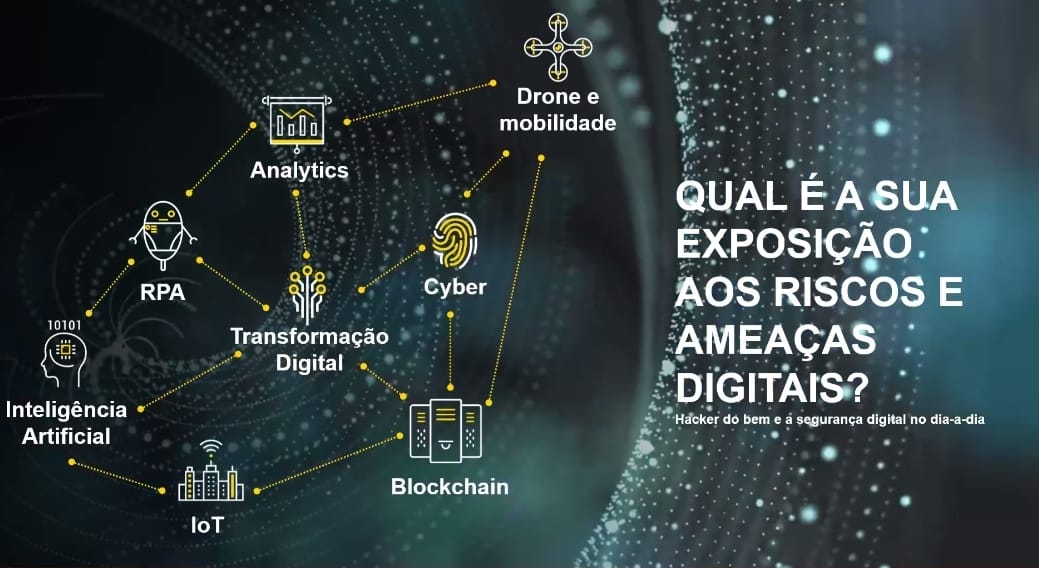 Drone e
mobilidade
Analytics
RPA
Cyber
Transformação
Digital
10101
Inteligência
Artificial
Blockchain
IoT
QUAL É A SUA
EXPOSIÇÃO
AOS RISCOS E
AMEAÇAS
DIGITAIS?
Hacker do bem e a segurança digital no dia-a-dia